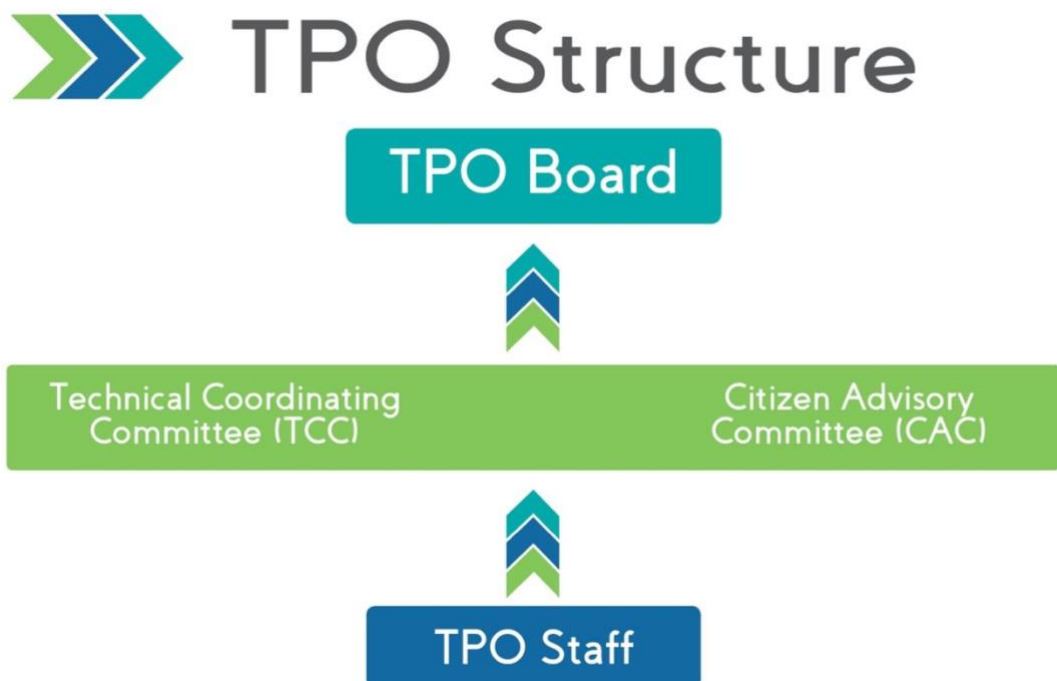 TPO Structure
TPO Board
Technical Coordinating
Committee (TCC)
Citizen Advisory
Committee (CAC)
TPO Staff